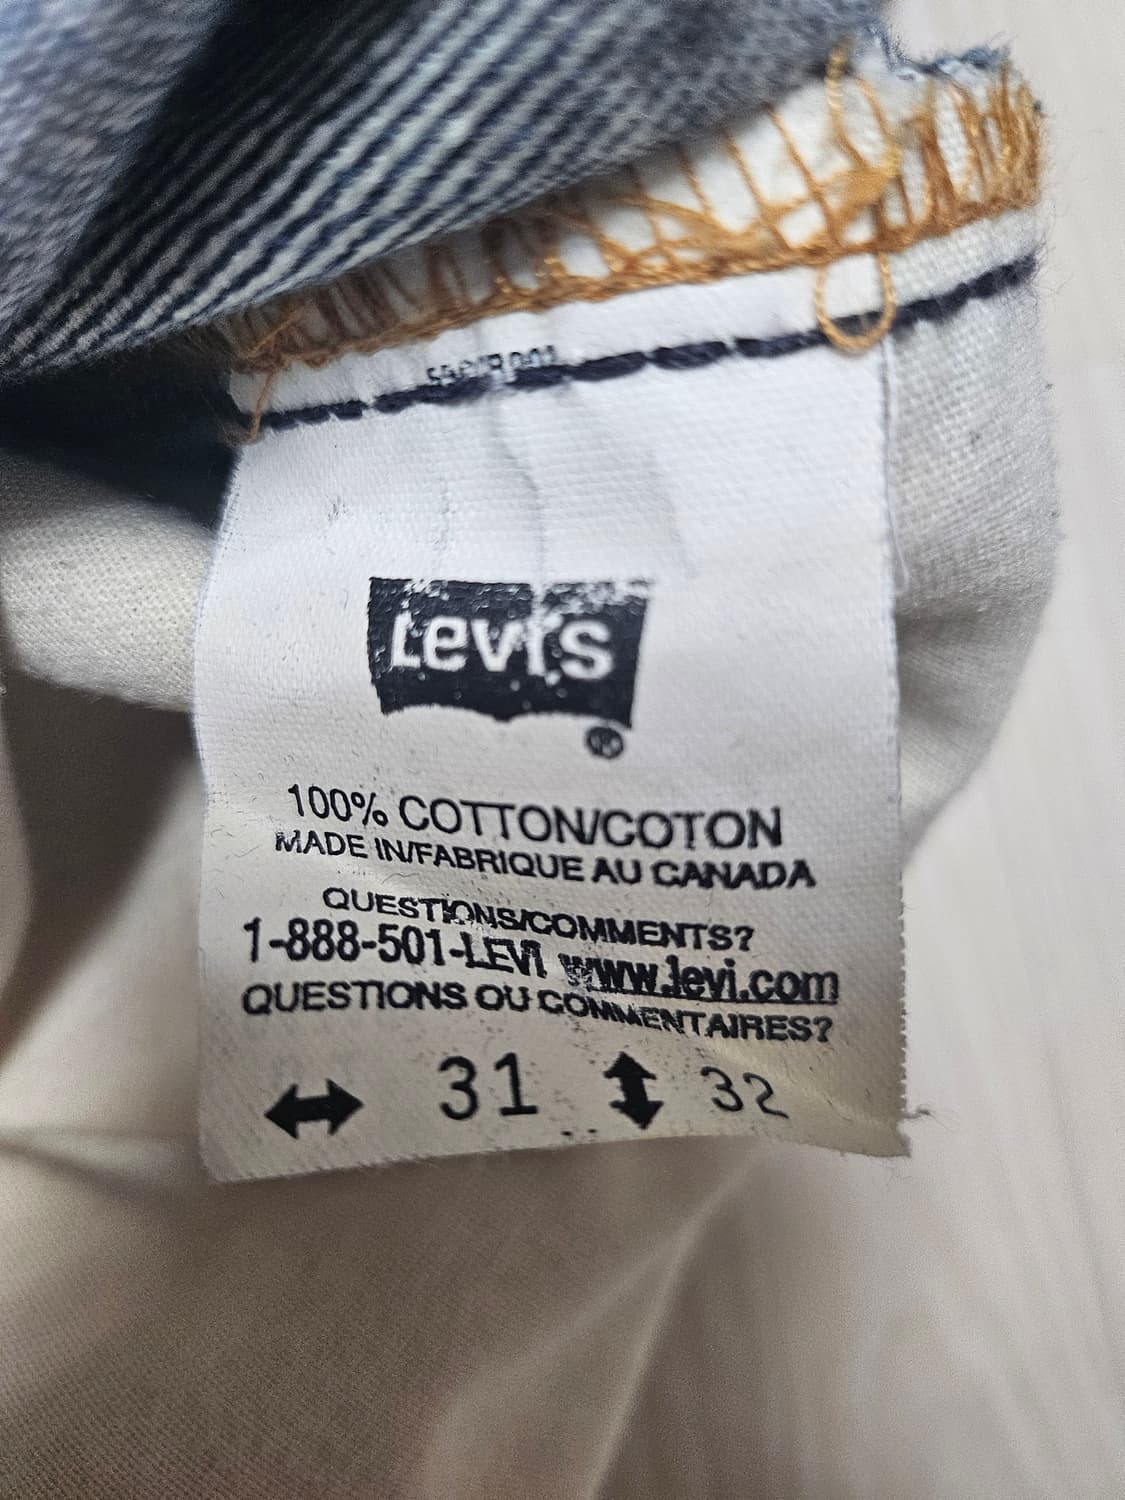 Levi's
®
100% COTTON/COTON
MADE IN/FABRIQUE AU CANADA
QUESTIONS/COMMENTS?
1-888-501-LEVI www.levi.com
QUESTIONS OU COMMENTAIRES?
31 32